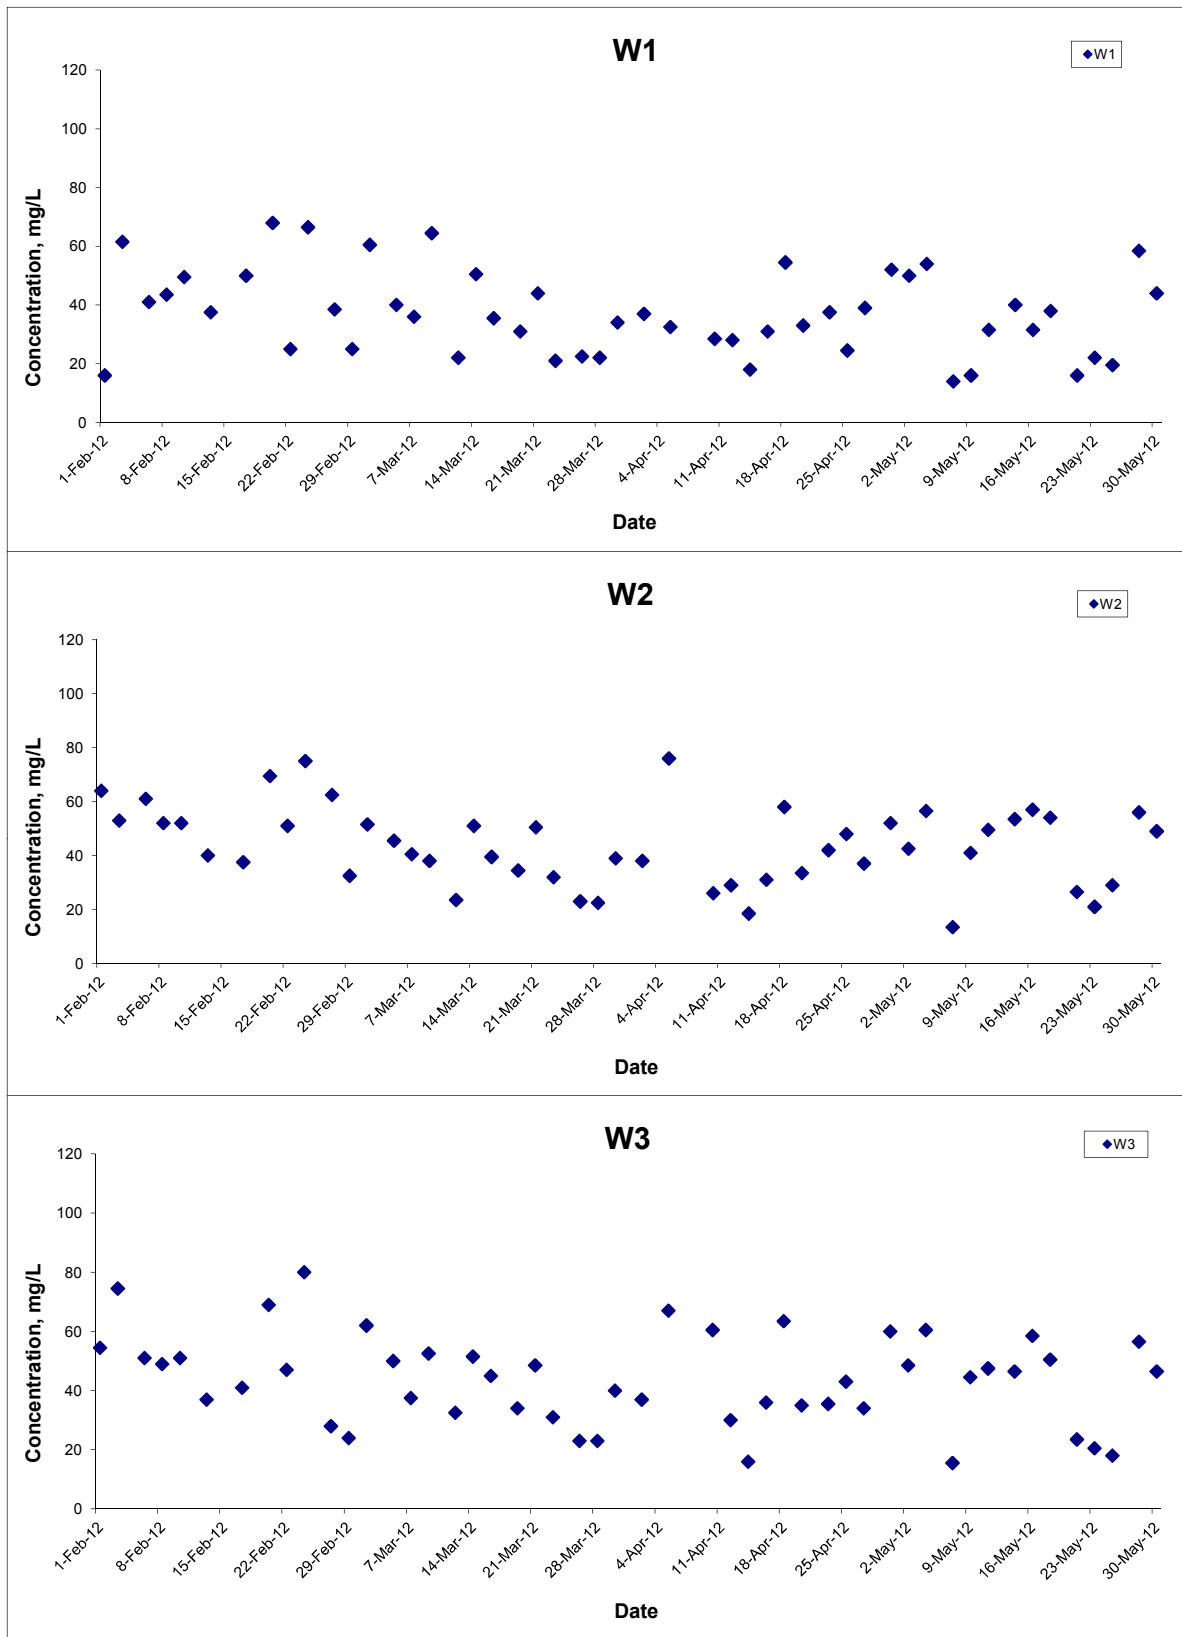 W1
W1
120
100
80
60
40
20
0
Concentration, mg/L
1-Feb-12
8-Feb-12
15-Feb-12
22-Feb-12
29-Feb-12
7-Mar-12
14-Mar-12
21-Mar-12
28-Mar-12
4-Apr-12
11-Apr-12
18-Apr-12
25-Apr-12
2-May-12
9-May-12
16-May-12
23-May-12
30-May-12
Date
W2
W2
120
100
80
60
40
20
0
Concentration, mg/L
1-Feb-12
8-Feb-12
15-Feb-12
22-Feb-12
29-Feb-12
7-Mar-12
14-Mar-12
21-Mar-12
28-Mar-12
4-Apr-12
11-Apr-12
18-Apr-12
25-Apr-12
2-May-12
9-May-12
16-May-12
23-May-12
30-May-12
Date
W3
W3
120
100
80
60
40
20
0
Concentration, mg/L
1-Feb-12
8-Feb-12
15-Feb-12
22-Feb-12
29-Feb-12
7-Mar-12
14-Mar-12
21-Mar-12
28-Mar-12
4-Apr-12
11-Apr-12
18-Apr-12
25-Apr-12
2-May-12
9-May-12
16-May-12
23-May-12
30-May-12
Date